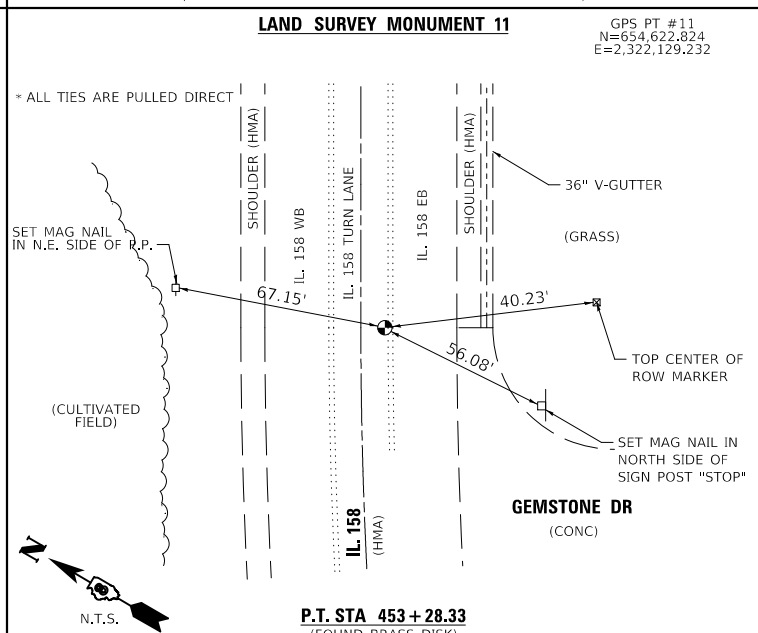 LAND SURVEY MONUMENT 11
GPS PT #11
N=654,622.824
E=2,322,129.232
* ALL TIES ARE PULLED DIRECT
SHOULDER (HMA)
IL. 158 WB
IL. 158 TURN LANE
IL. 158 EB
SHOULDER (HMA)
36" V-GUTTER
(GRASS)
SET MAG NAIL
IN N.E. SIDE OF P.P.
67.15'
40.23'
56.08'
TOP CENTER OF
ROW MARKER
(CULTIVATED
FIELD)
SET MAG NAIL IN
NORTH SIDE OF
SIGN POST "STOP"
GEMSTONE DR
(CONC)
IL. 158
(HMA)
N
N.T.S.
P.T. STA 453+28.33
(FOUND BRASS DISK)